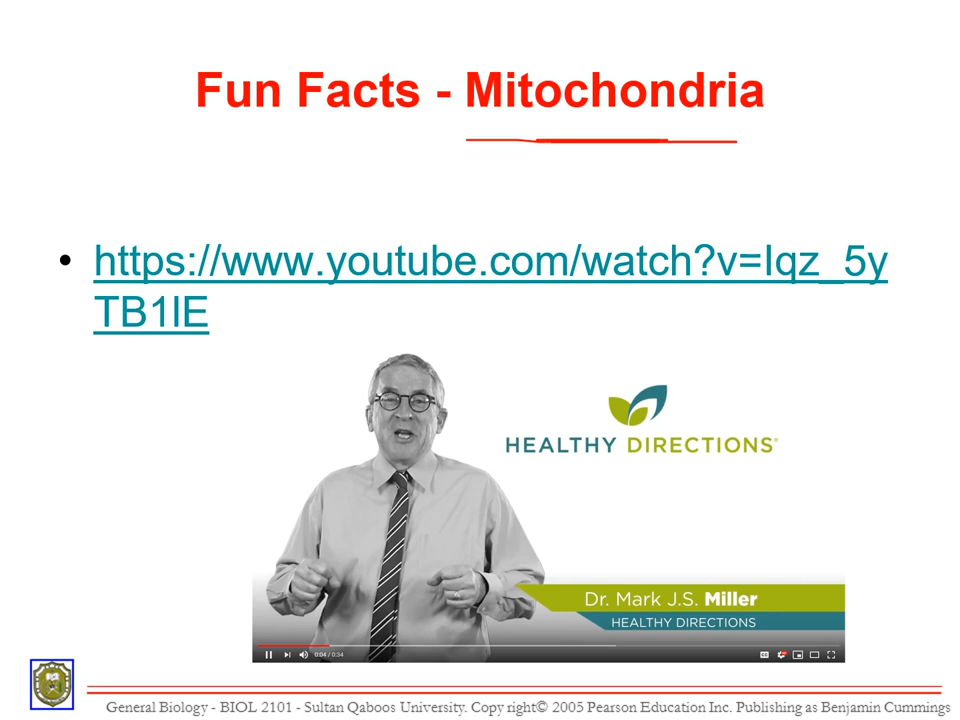 Fun Facts - Mitochondria
• https://www.youtube.com/watch?v=Iqz_5y
TB1lE
HEALTHY DIRECTIONS®
Dr. Mark J.S. Miller
HEALTHY DIRECTIONS
0:04 / 0:34
General Biology - BIOL 2101 - Sultan Qaboos University. Copy right© 2005 Pearson Education Inc. Publishing as Benjamin Cummings